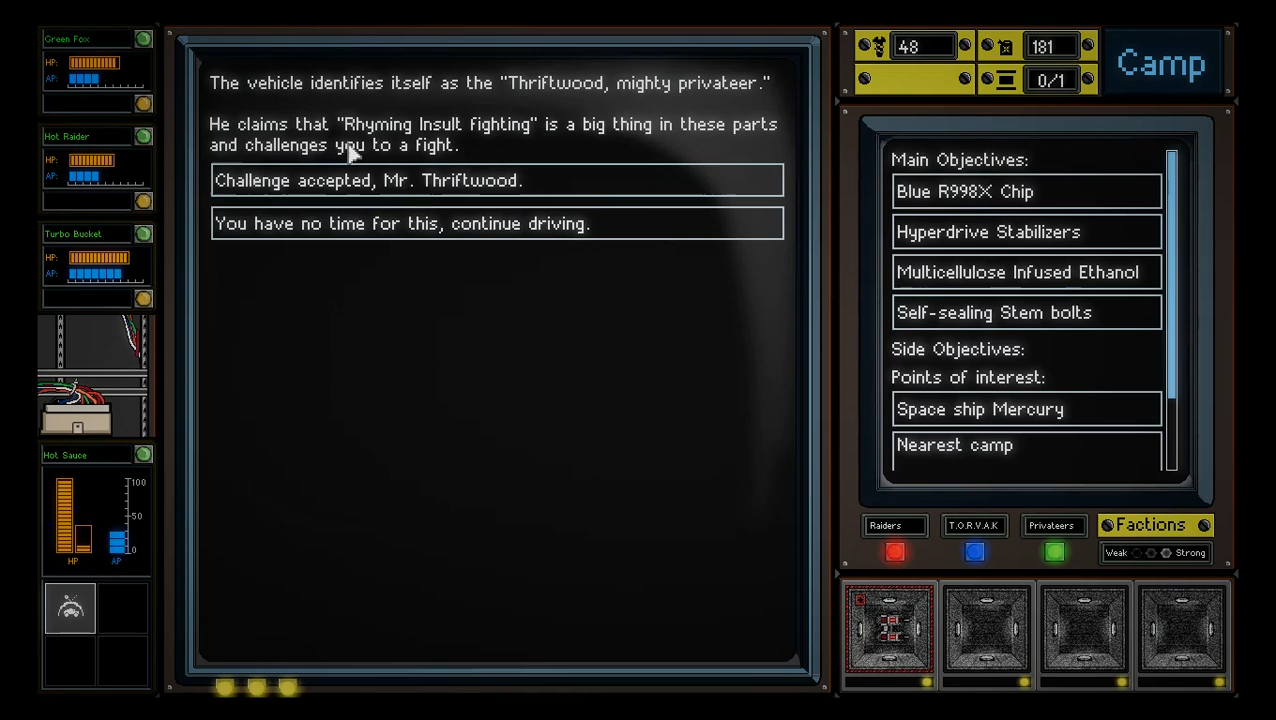 Green Fox
HP:
AP:
Hot Raider
HP:
AP:
Turbo Bucket
HP:
AP:
Hot Sauce
100
50
0
HP
AP
The vehicle identifies itself as the "Thriftwood, mighty privateer."
He claims that "Rhyming Insult fighting" is a big thing in these parts
and challenges you to a fight.
Challenge accepted, Mr. Thriftwood.
You have no time for this, continue driving.
48
181
0/1
Camp
Main Objectives:
Blue R998X Chip
Hyperdrive Stabilizers
Multicellulose Infused Ethanol
Self-sealing Stem bolts
Side Objectives:
Points of interest:
Space ship Mercury
Nearest camp
Raiders
T.O.R.V.A.K
Privateers
Factions
Weak
Strong